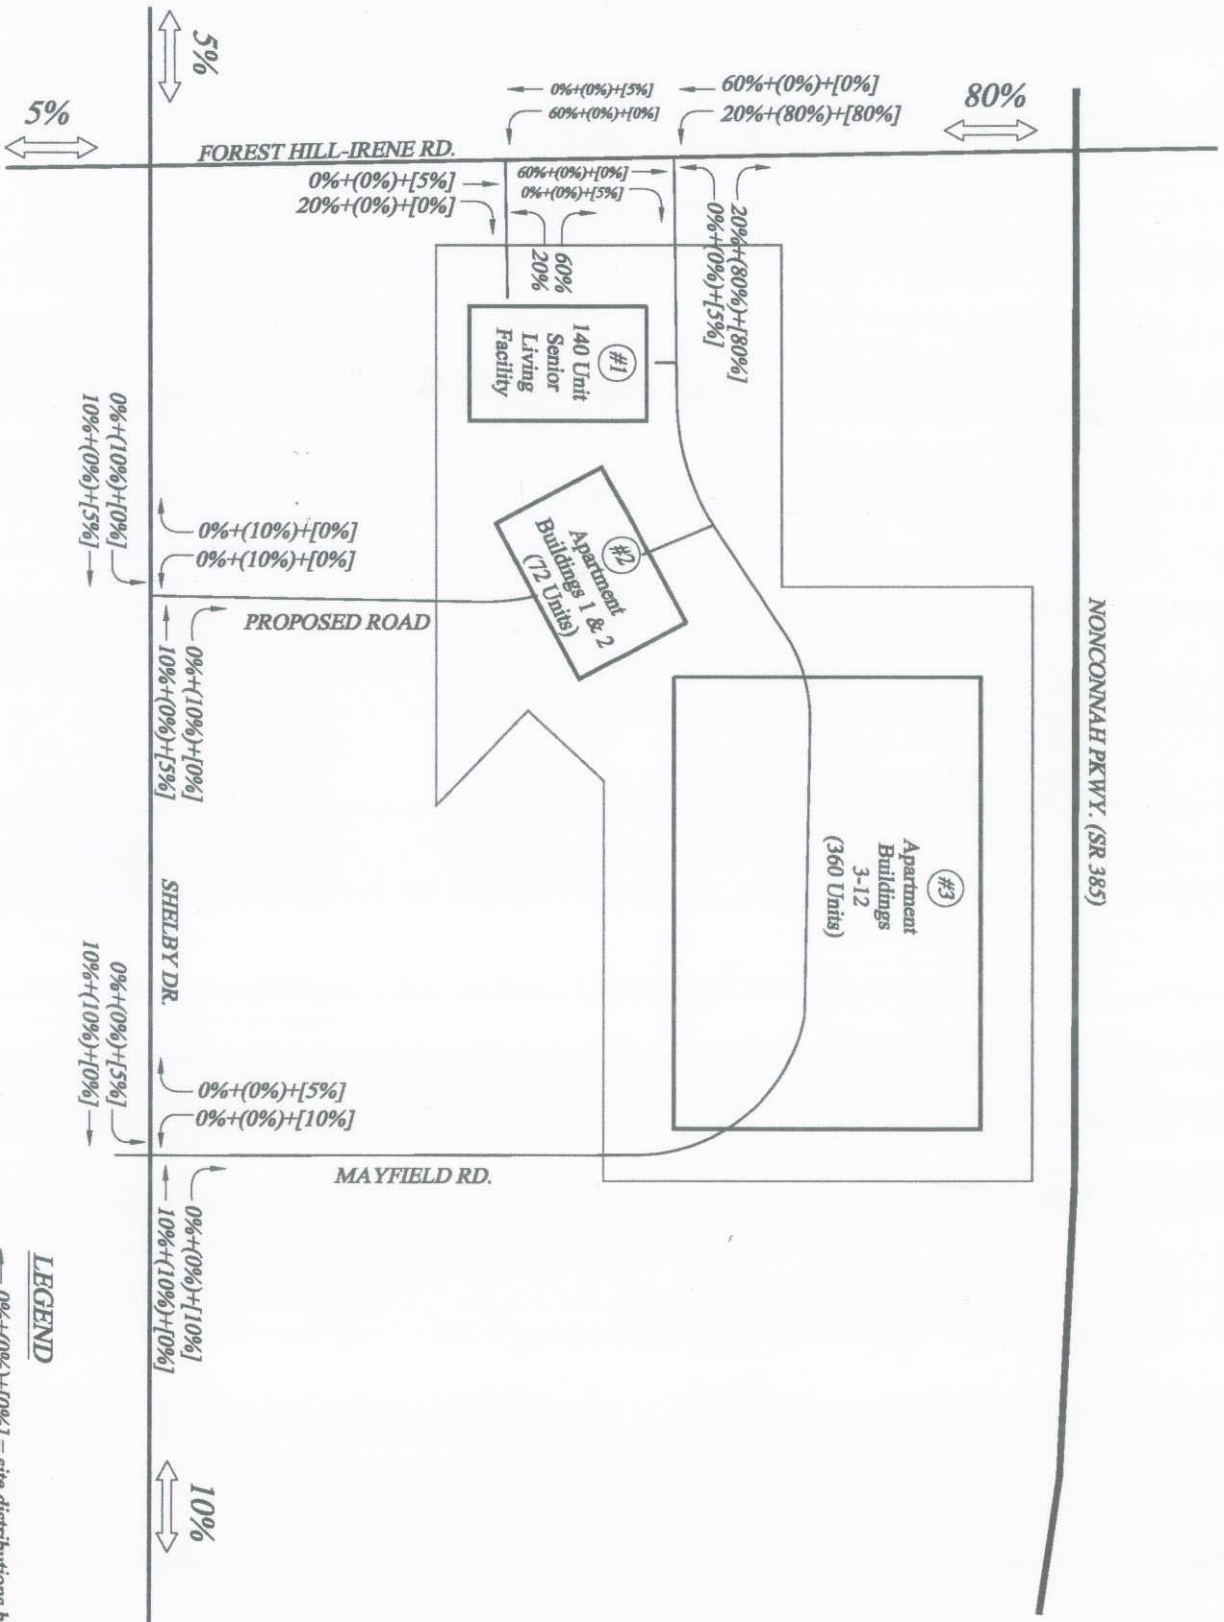 5%
5%
80%
10%
FOREST HILL-IRENE RD.
NONCONNAH PKWY. (SR 385)
0%+(0%)+[5%]
60%+(0%)+[0%]
60%+(0%)+[0%]
20%+(80%)+[80%]
0%+(0%)+[5%]
20%+(0%)+[0%]
60%+(0%)+[0%]
0%+(0%)+[5%]
60%
20%
20%+(80%)+[80%]
0%+(0%)+[5%]
#1
140 Unit
Senior
Living
Facility
#2
Apartment
Buildings 1 & 2
(72 Units)
#3
Apartment
Buildings
3-12
(360 Units)
0%+(10%)+[0%]
10%+(0%)+[5%]
0%+(10%)+[0%]
0%+(10%)+[0%]
PROPOSED ROAD
0%+(10%)+[0%]
10%+(0%)+[5%]
SHELBY DR.
0%+(0%)+[5%]
10%+(10%)+[0%]
0%+(0%)+[5%]
0%+(0%)+[10%]
MAYFIELD RD.
0%+(0%)+[10%]
10%+(10%)+[0%]
LEGEND
0%+(0%)+[0%] = site distributions